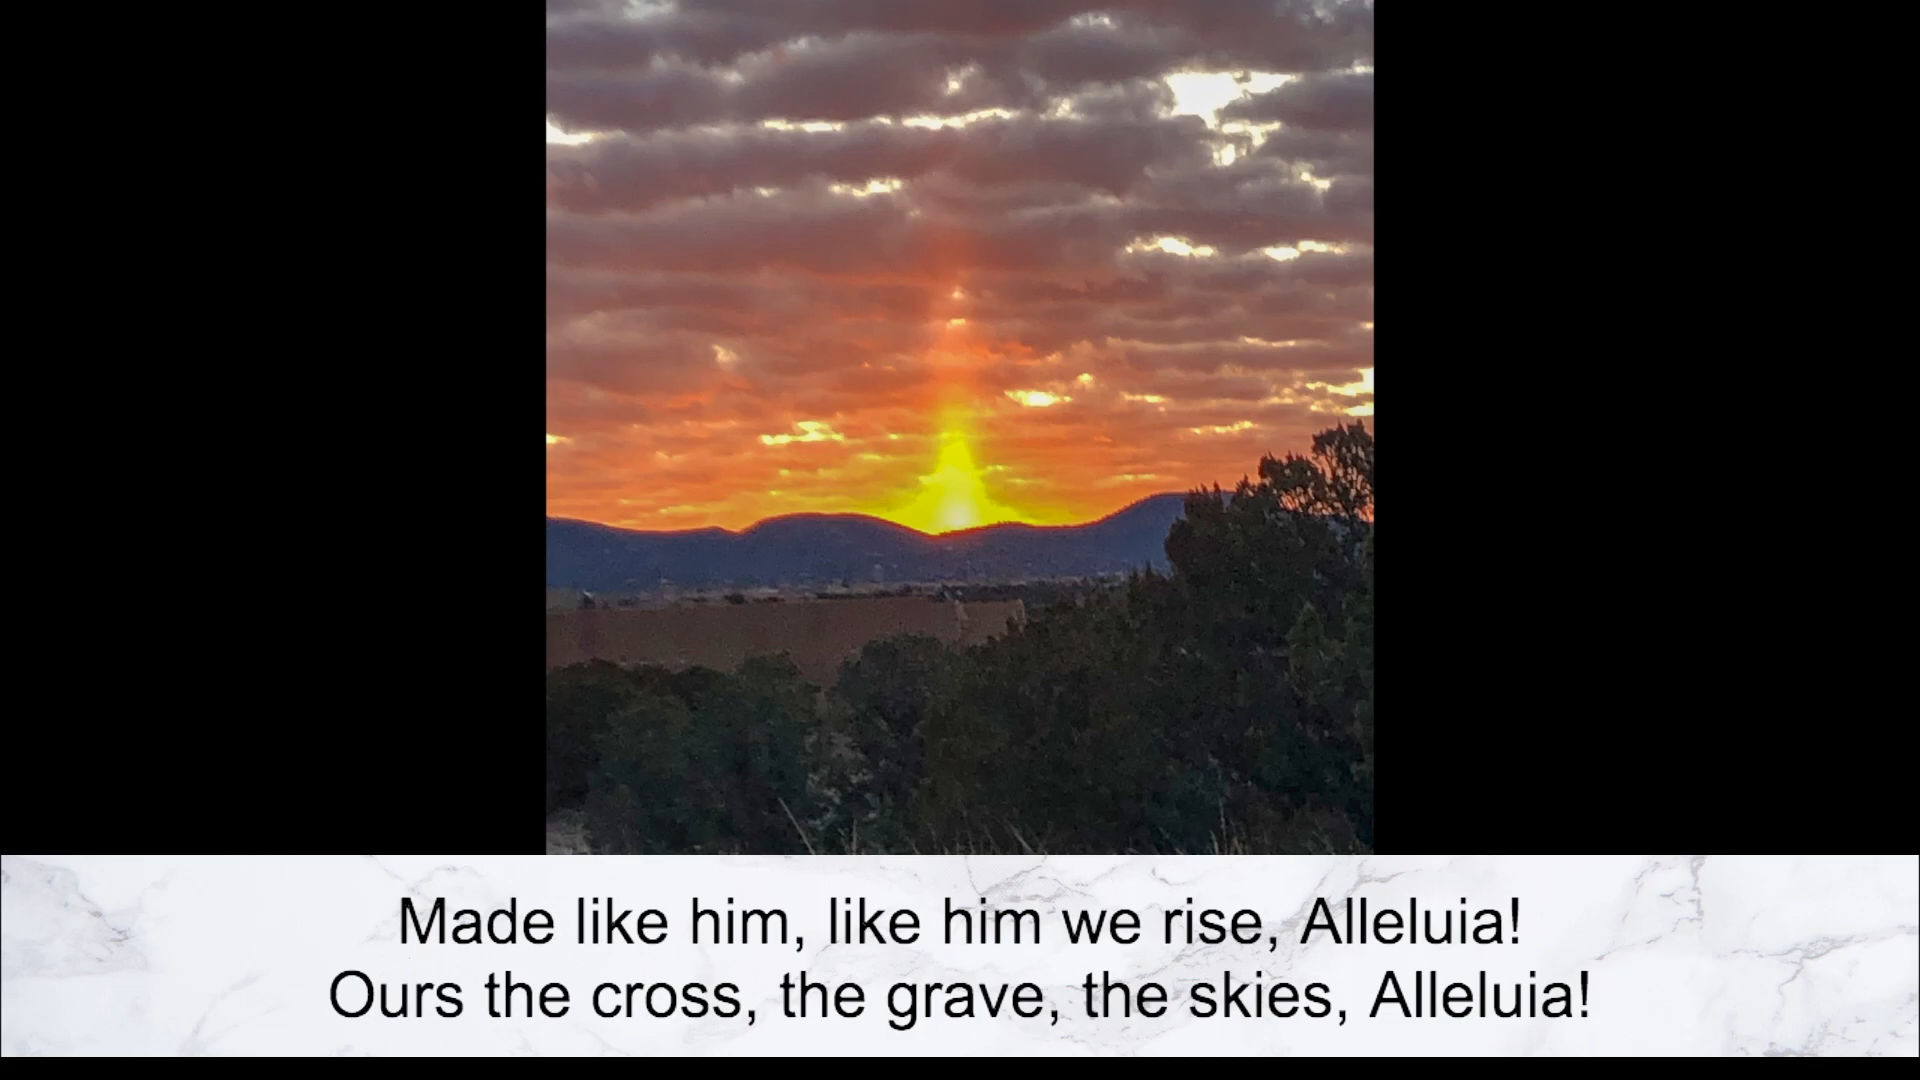 Made like him, like him we rise, Alleluia!
Ours the cross, the grave, the skies, Alleluia!